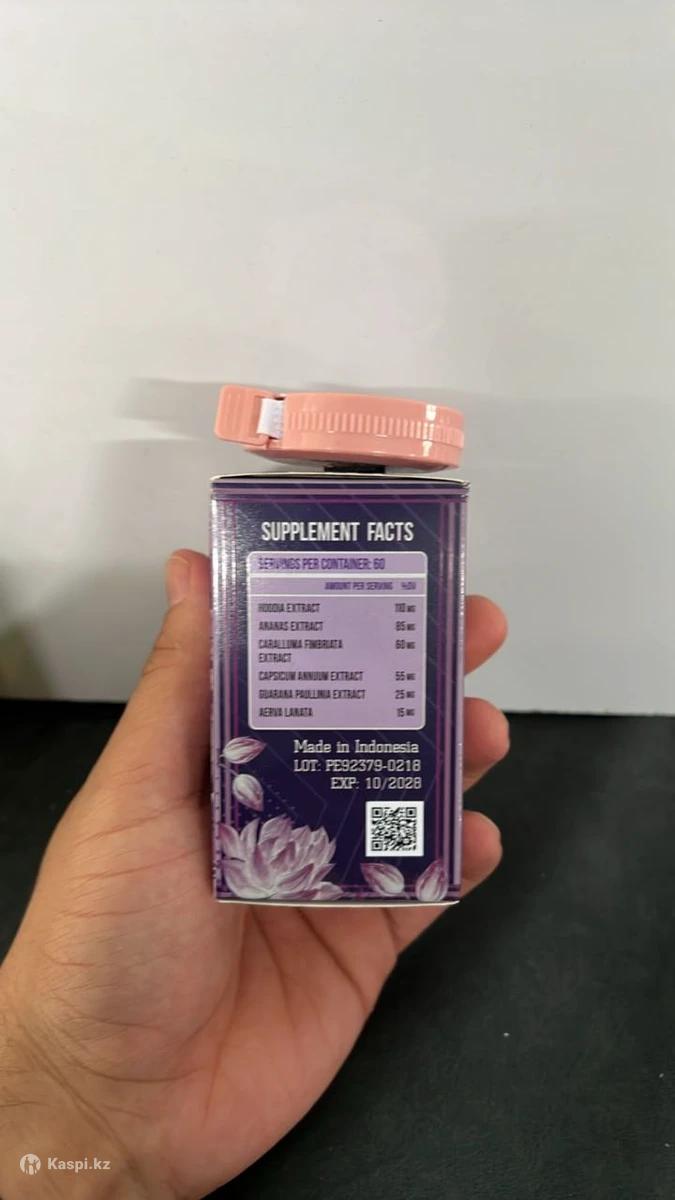 SUPPLEMENT FACTS
SERVINGS PER CONTAINER: 60
AMOUNT PER SERVING %DV
HOODIA EXTRACT 110 MG
ANANAS EXTRACT 85 MG
CARALLUMA FIMBRIATA EXTRACT 60 MG
CAPSICUM ANNUUM EXTRACT 55 MG
GUARANA PAULLINIA EXTRACT 25 MG
AERVA LANATA 15 MG
Made in Indonesia
LOT: PE92379-0218
EXP: 10/2028
Kaspi.kz